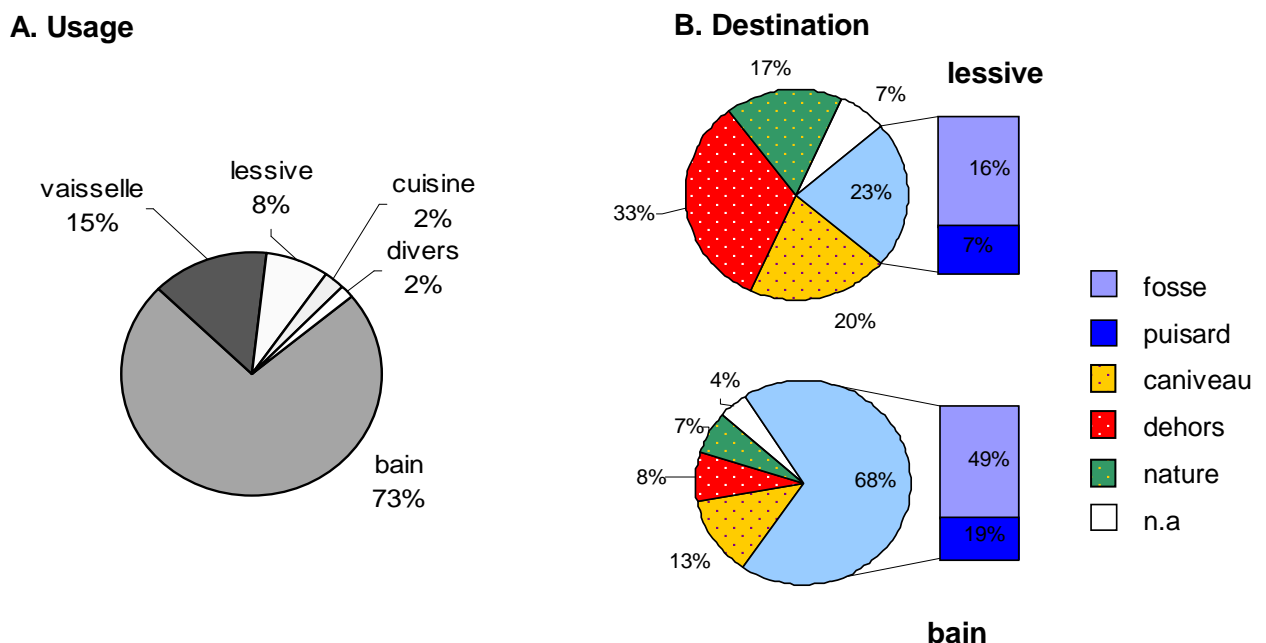 A. Usage
vaisselle
15%
lessive
8%
cuisine
2%
divers
2%
bain
73%
B. Destination
lessive
17%
7%
33%
23%
20%
16%
7%
4%
7%
8%
13%
68%
49%
19%
bain
fosse
puisard
caniveau
dehors
nature
n.a